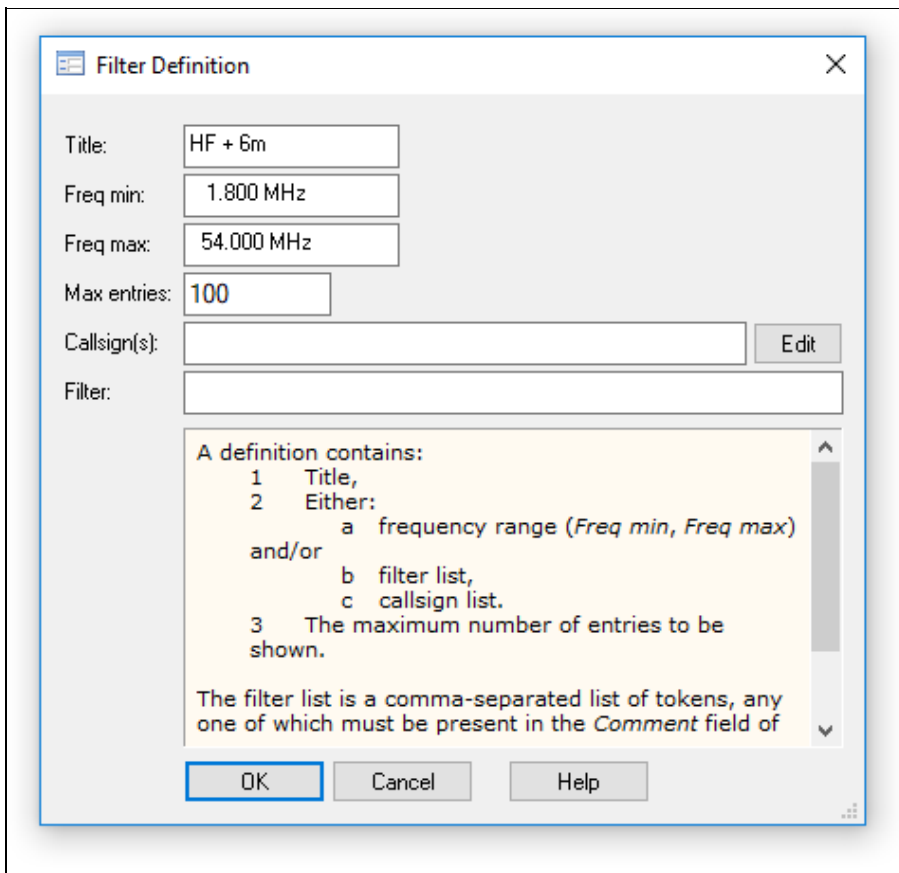 Filter Definition
Title: HF + 6m
Freq min: 1.800 MHz
Freq max: 54.000 MHz
Max entries: 100
Callsign(s): Edit
Filter:
A definition contains:
1 Title,
2 Either:
a frequency range (Freq min, Freq max)
and/or
b filter list,
c callsign list.
3 The maximum number of entries to be
shown.
The filter list is a comma-separated list of tokens, any
one of which must be present in the Comment field of
OK Cancel Help